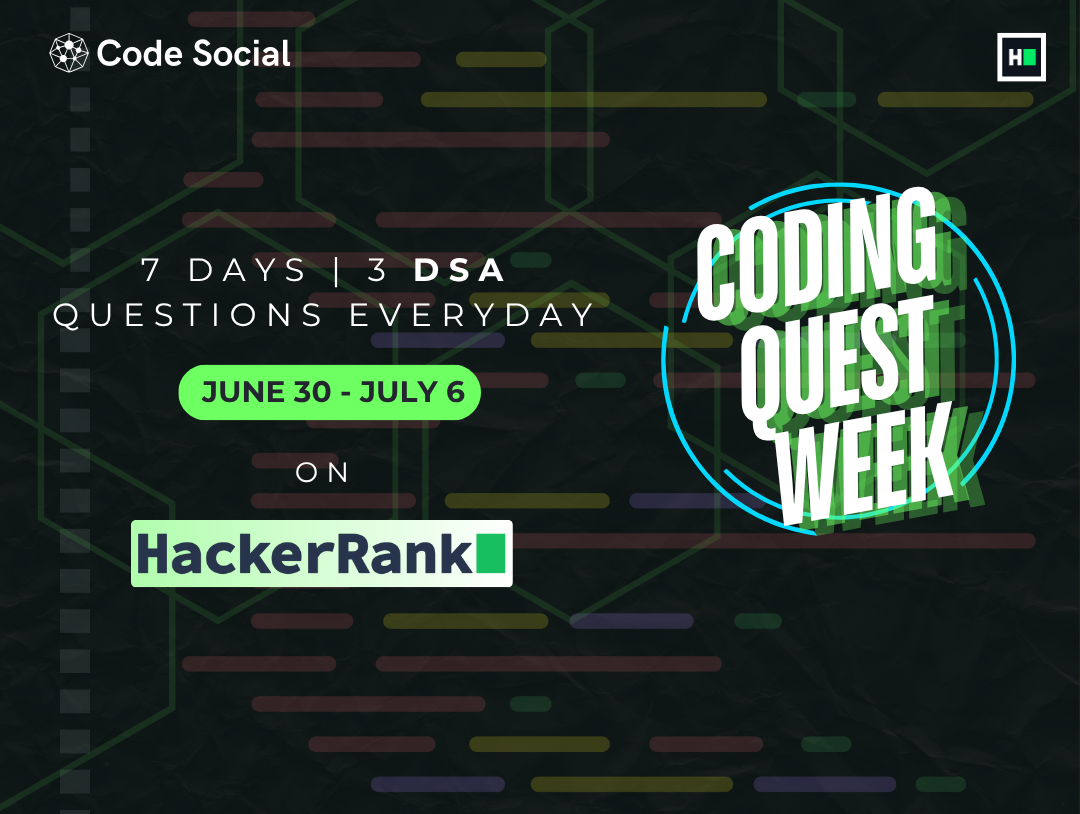 Code Social
H
7 DAYS | 3 DSA
QUESTIONS EVERYDAY
JUNE 30 - JULY 6
ON
HackerRank
CODING
QUEST
WEEK